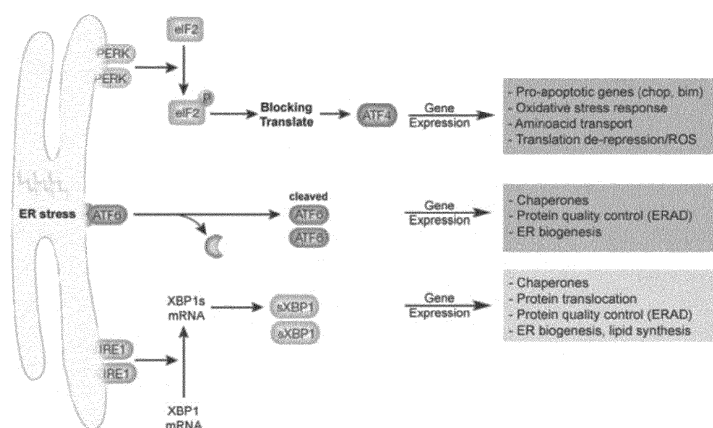 PERK
PERK
eIF2
eIF2
P
Blocking
Translate
ATF4
Gene
Expression
- Pro-apoptotic genes (chop, bim)
- Oxidative stress response
- Aminoacid transport
- Translation de-repression/ROS
ER stress
ATF6
cleaved
ATF6
ATF6
Gene
Expression
- Chaperones
- Protein quality control (ERAD)
- ER biogenesis
XBP1s
mRNA
sXBP1
sXBP1
Gene
Expression
- Chaperones
- Protein translocation
- Protein quality control (ERAD)
- ER biogenesis, lipid synthesis
IRE1
IRE1
XBP1
mRNA